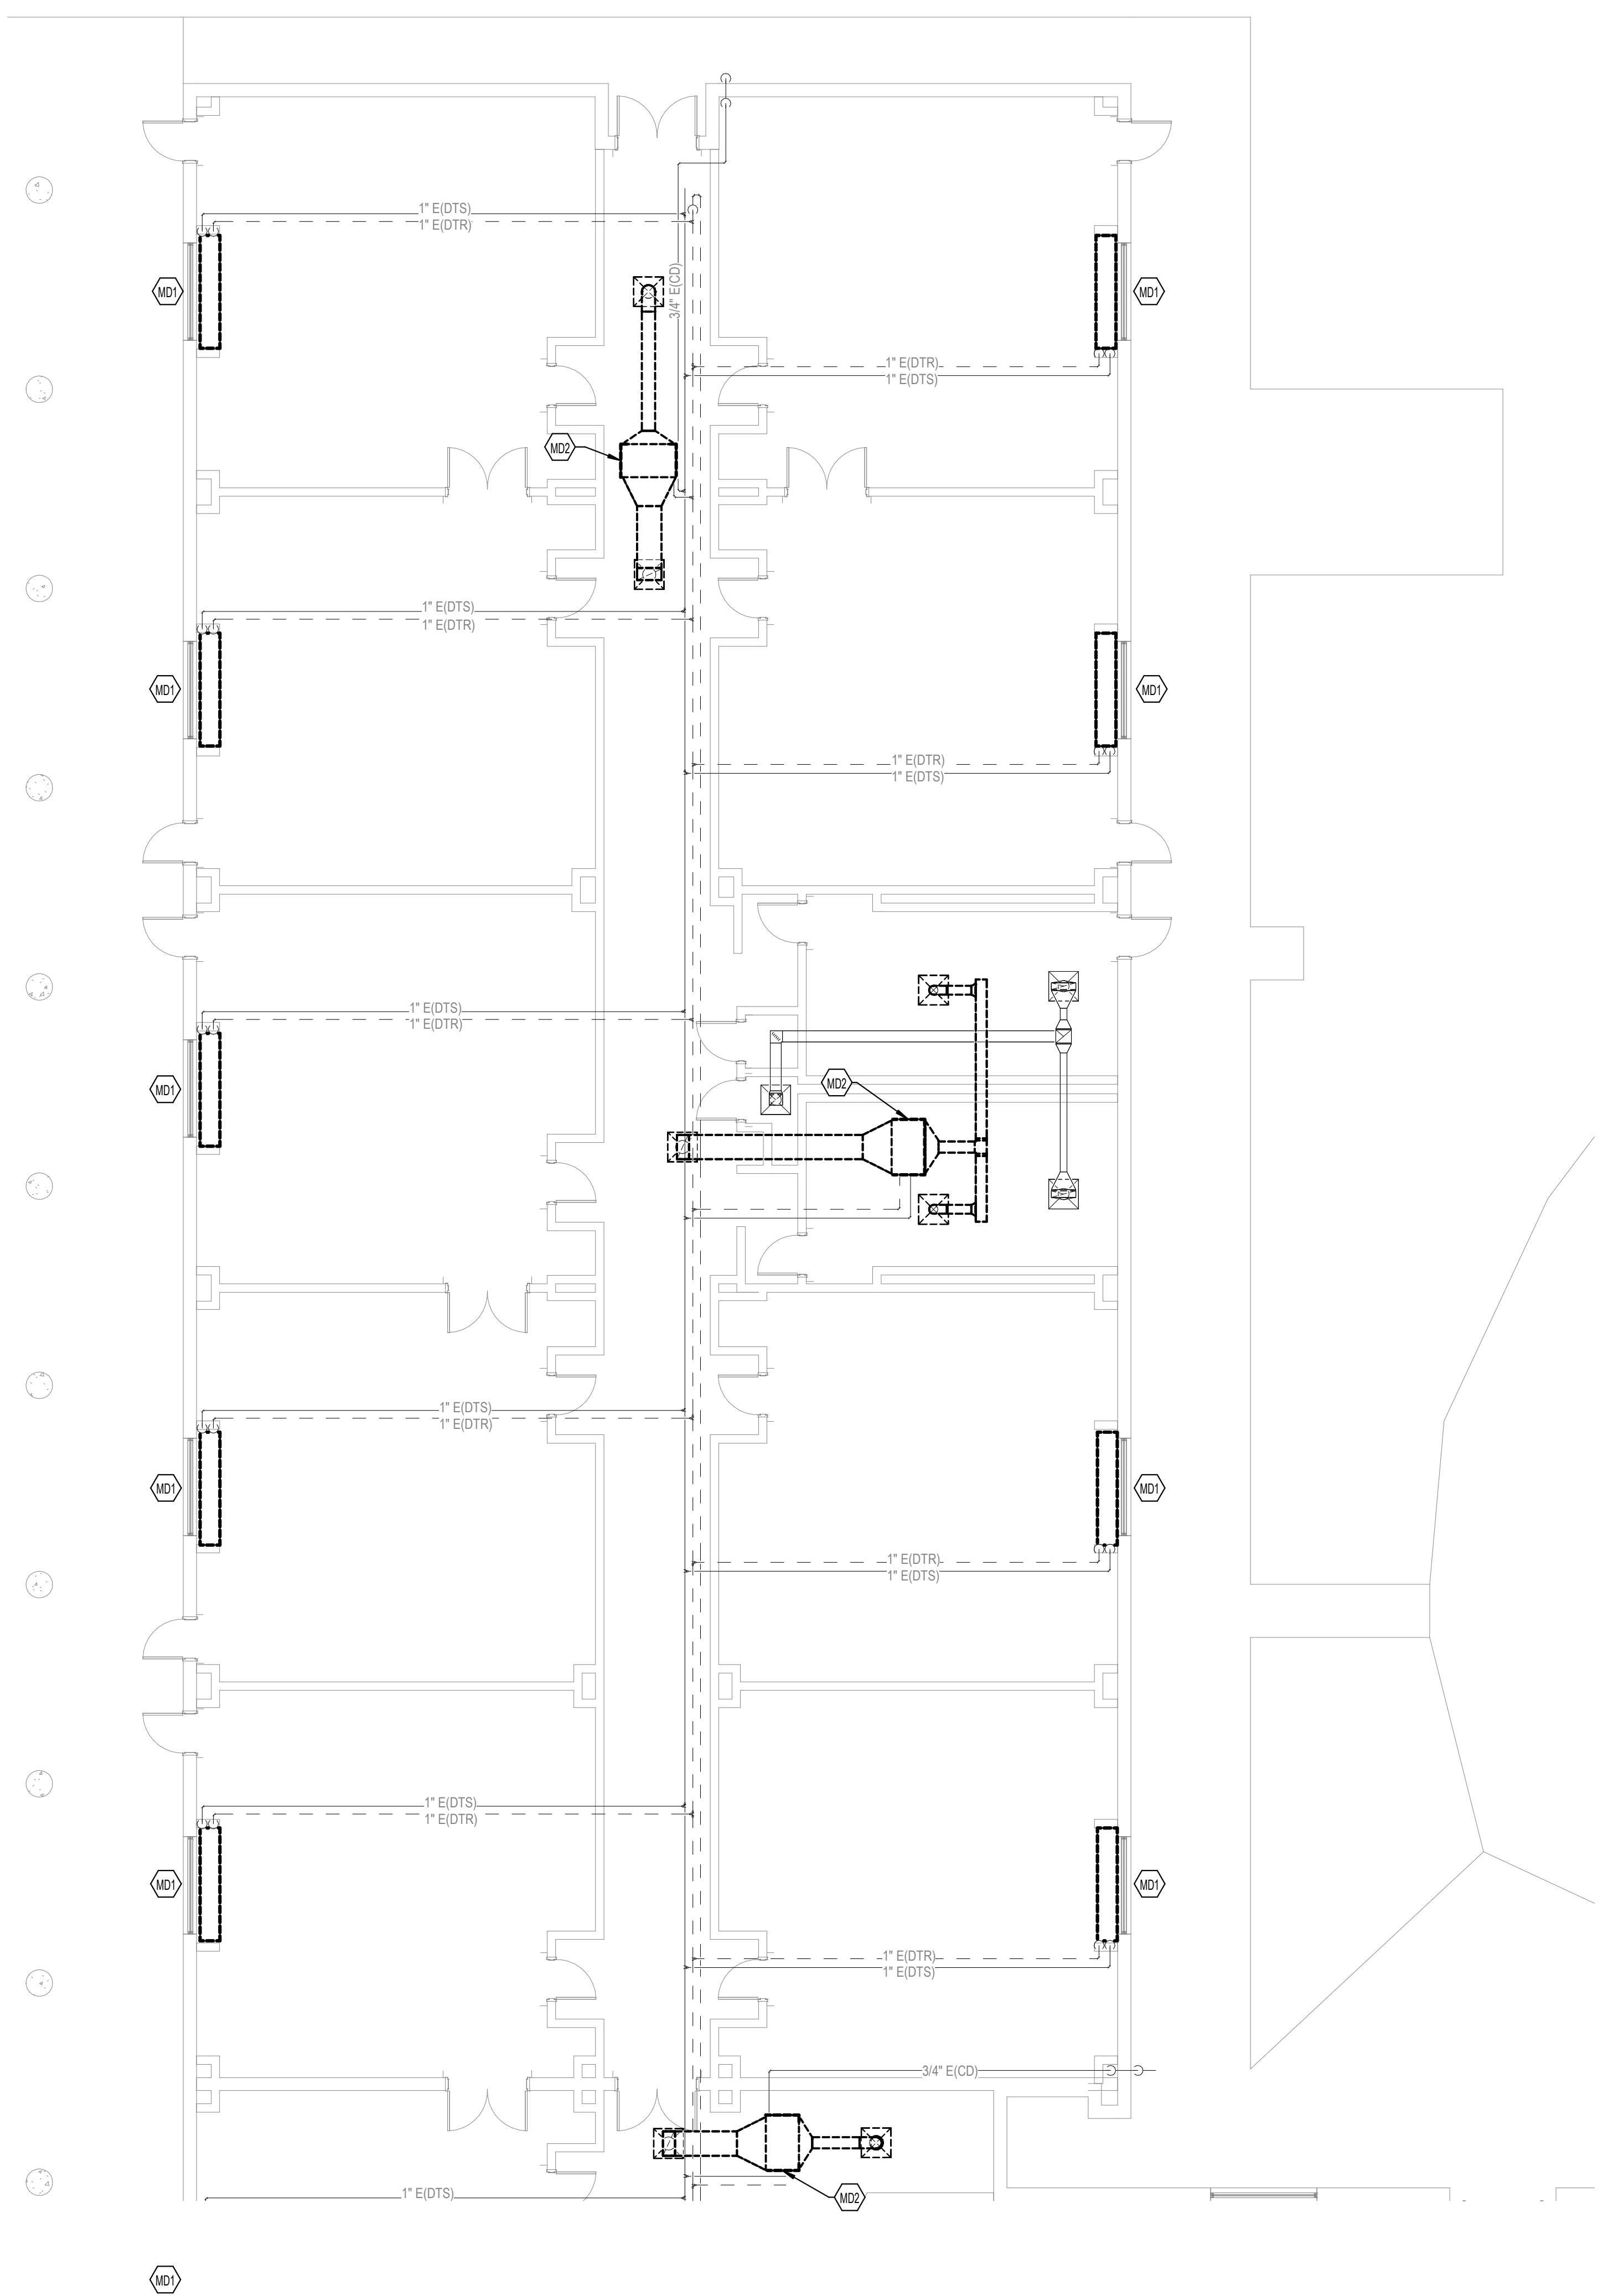 1" E(DTS)
1" E(DTR)
3/4" E(CD)
MD1
MD1
1" E(DTR)
1" E(DTS)
MD2
1" E(DTS)
1" E(DTR)
MD1
MD1
1" E(DTR)
1" E(DTS)
1" E(DTS)
1" E(DTR)
MD1
MD2
1" E(DTS)
1" E(DTR)
MD1
MD1
1" E(DTR)
1" E(DTS)
1" E(DTS)
1" E(DTR)
MD1
MD1
1" E(DTR)
1" E(DTS)
3/4" E(CD)
1" E(DTS)
MD2
MD1